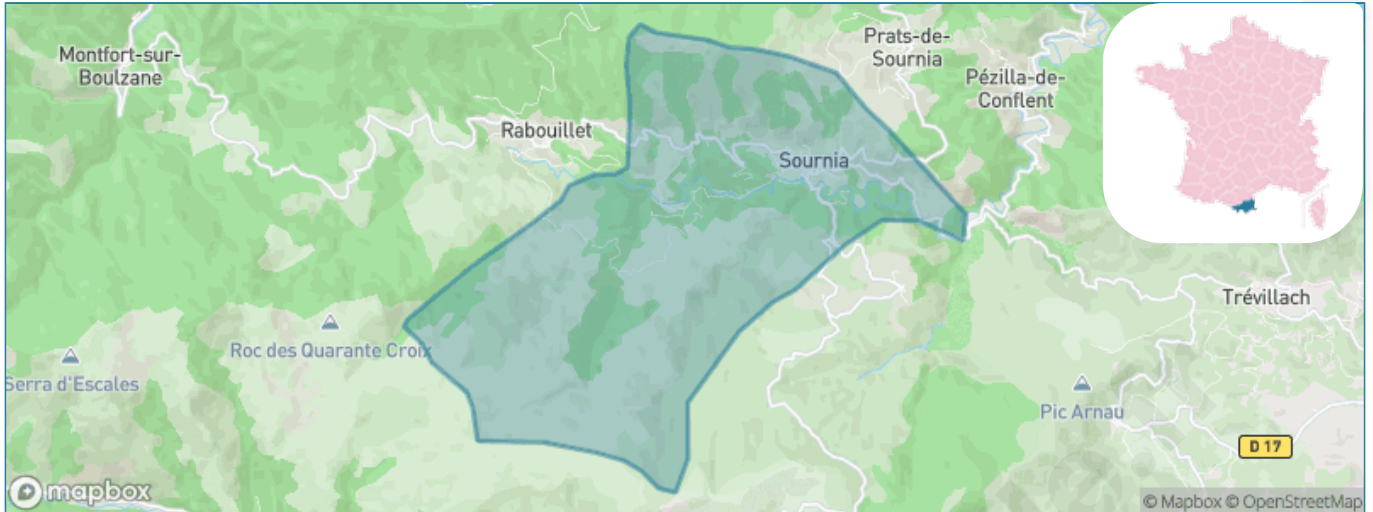 Montfort-sur-
Boulzane
Prats-de-
Sournia
Pézilla-de-
Conflent
Rabouillet
Sournia
Trévillach
Roc des Quarante Croix
Serra d'Escales
Pic Arnau
D 17
mapbox
© Mapbox © OpenStreetMap